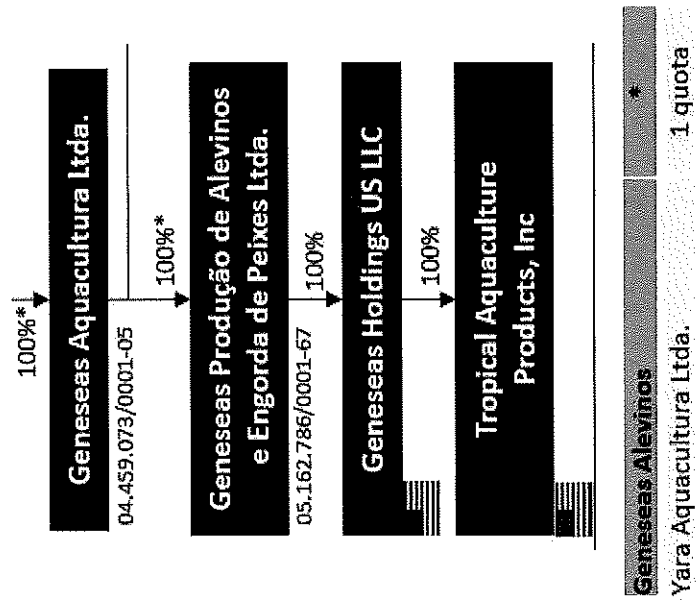 100%*
Geneseas Aquacultura Ltda.
04.459.073/0001-05
100%*
Geneseas Produção de Alevinos
e Engorda de Peixes Ltda.
05.162.786/0001-67
100%
Geneseas Holdings US LLC
100%
Tropical Aquaculture
Products, Inc
Geneseas Alevinos *
Yara Aquacultura Ltda. 1 quota